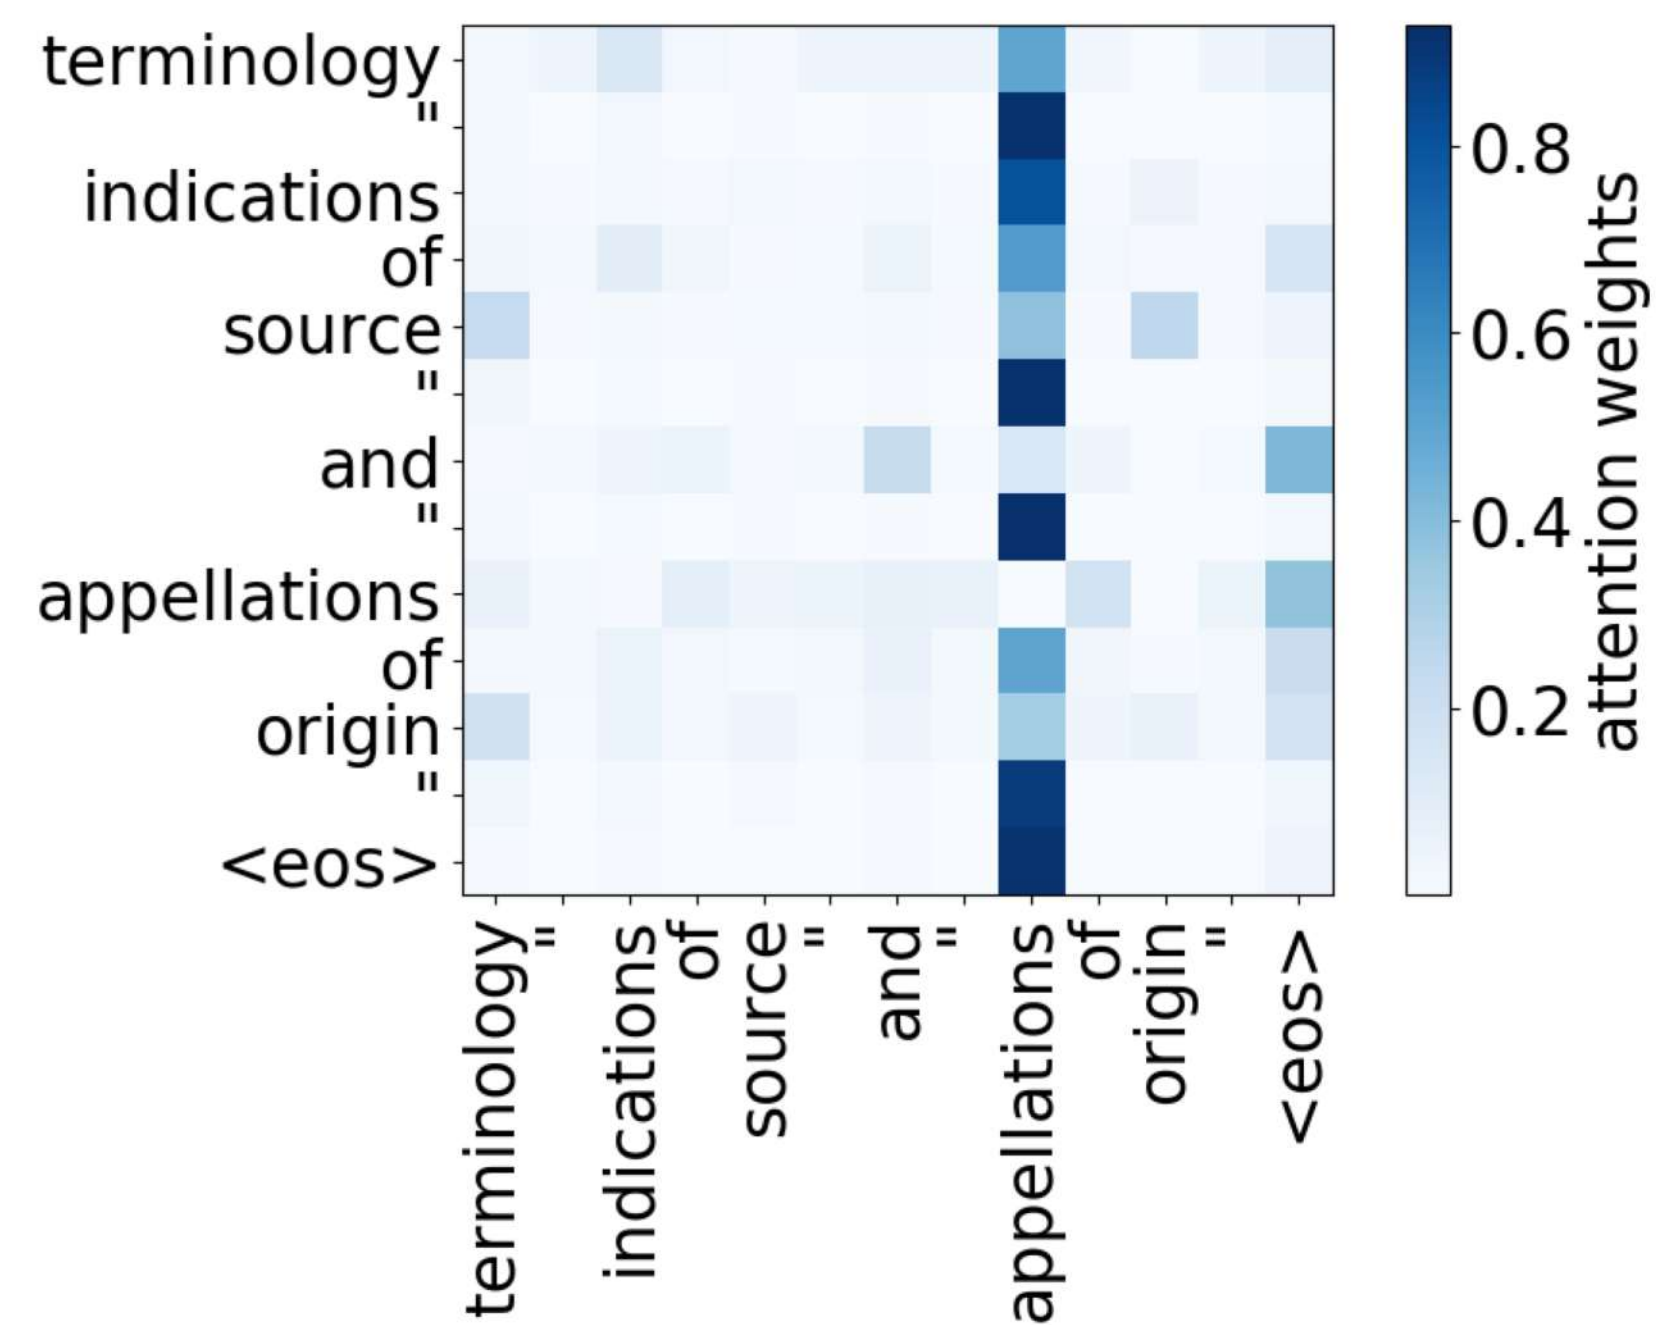 terminology
"
indications
of
source
"
and
"
appellations
of
origin
"
<eos>
terminology
"
indications
of
source
"
and
"
appellations
of
origin
"
<eos>
0.8
0.6
0.4
0.2
attention weights